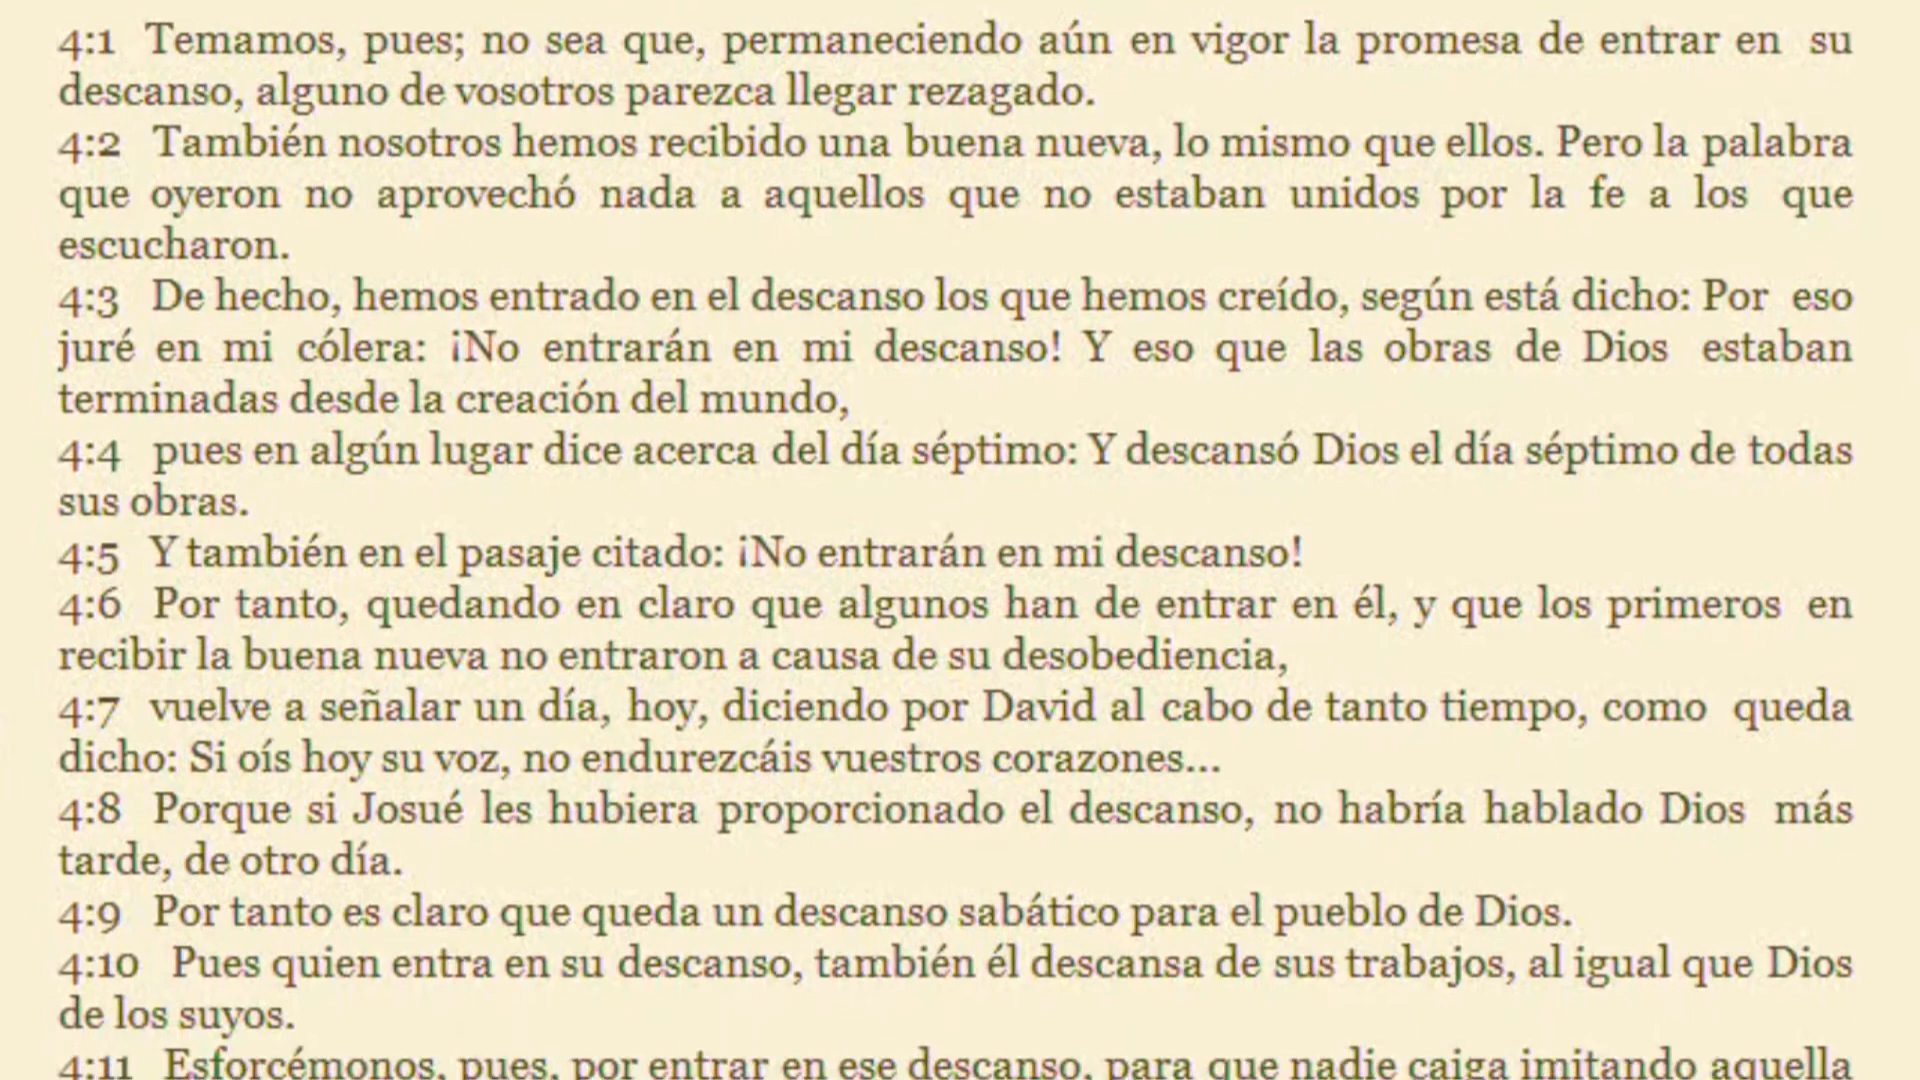 4:1 Temamos, pues; no sea que, permaneciendo aún en vigor la promesa de entrar en su
descanso, alguno de vosotros parezca llegar rezagado.
4:2 También nosotros hemos recibido una buena nueva, lo mismo que ellos. Pero la palabra
que oyeron no aprovechó nada a aquellos que no estaban unidos por la fe a los que
escucharon.
4:3 De hecho, hemos entrado en el descanso los que hemos creído, según está dicho: Por eso
juré en mi cólera: ¡No entrarán en mi descanso! Y eso que las obras de Dios estaban
terminadas desde la creación del mundo,
4:4 pues en algún lugar dice acerca del día séptimo: Y descansó Dios el día séptimo de todas
sus obras.
4:5 Y también en el pasaje citado: ¡No entrarán en mi descanso!
4:6 Por tanto, quedando en claro que algunos han de entrar en él, y que los primeros en
recibir la buena nueva no entraron a causa de su desobediencia,
4:7 vuelve a señalar un día, hoy, diciendo por David al cabo de tanto tiempo, como queda
dicho: Si oís hoy su voz, no endurezcáis vuestros corazones...
4:8 Porque si Josué les hubiera proporcionado el descanso, no habría hablado Dios más
tarde, de otro día.
4:9 Por tanto es claro que queda un descanso sabático para el pueblo de Dios.
4:10 Pues quien entra en su descanso, también él descansa de sus trabajos, al igual que Dios
de los suyos.
4:11 Esforcémonos, pues, por entrar en ese descanso, para que nadie caiga imitando aquella